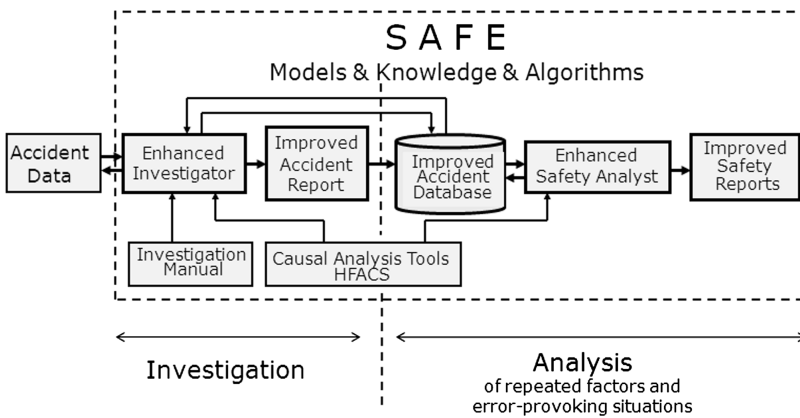 S A F E
Models & Knowledge & Algorithms
Accident
Data
Enhanced
Investigator
Improved
Accident
Report
Improved
Accident
Database
Enhanced
Safety Analyst
Improved
Safety
Reports
Investigation
Manual
Causal Analysis Tools
HFACS
Investigation
Analysis
of repeated factors and
error-provoking situations